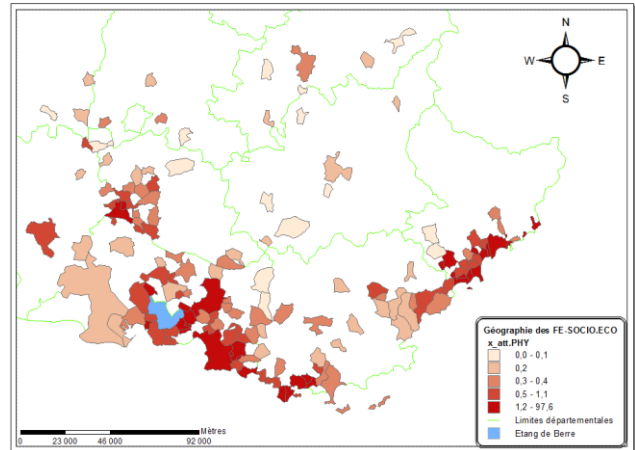 N
W E
S
Géographie des FE-SOCIO.ECO
x_att.PHY
0,0 - 0,1
0,2
0,3 - 0,4
0,5 - 1,1
1,2 - 97,6
Limites départementales
Etang de Berre
Mètres
0 23 000 46 000 92 000